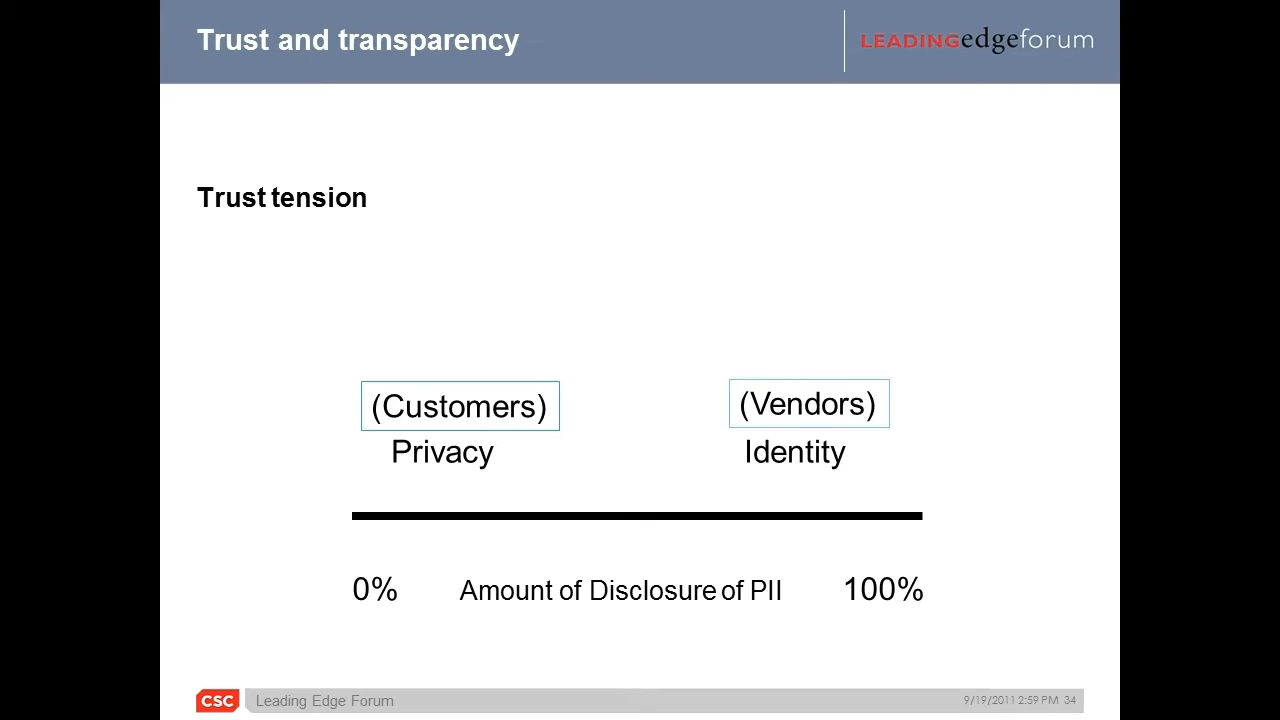 Trust and transparency
LEADINGedgeforum
Trust tension
(Customers)
(Vendors)
Privacy
Identity
0%
Amount of Disclosure of PII
100%
CSC
Leading Edge Forum
9/19/2011 2:59 PM 34